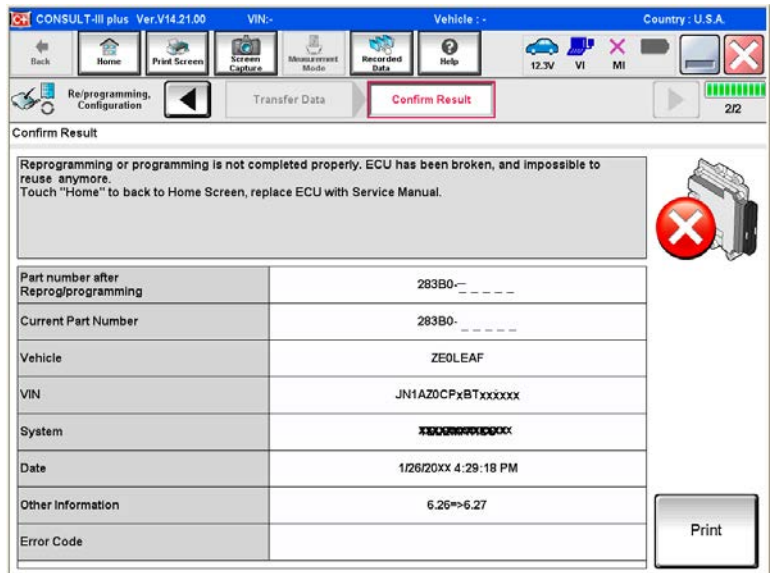 CONSULT-III plus Ver.V14.21.00 VIN:- Vehicle : - Country : U.S.A.
Back Home Print Screen Screen Capture Measurement Mode Recorded Data Help 12.3V VI MI
Re/programming, Configuration Transfer Data Confirm Result 2/2
Confirm Result
Reprogramming or programming is not completed properly. ECU has been broken, and impossible to
reuse anymore.
Touch "Home" to back to Home Screen, replace ECU with Service Manual.
Part number after
Reprog/programming
283B0-_ _ _ _ _
Current Part Number 283B0-_ _ _ _ _
Vehicle ZE0LEAF
VIN JN1AZ0CPxBTxxxxxx
System
Date 1/26/20XX 4:29:18 PM
Other Information 6.26=>6.27
Error Code
Print